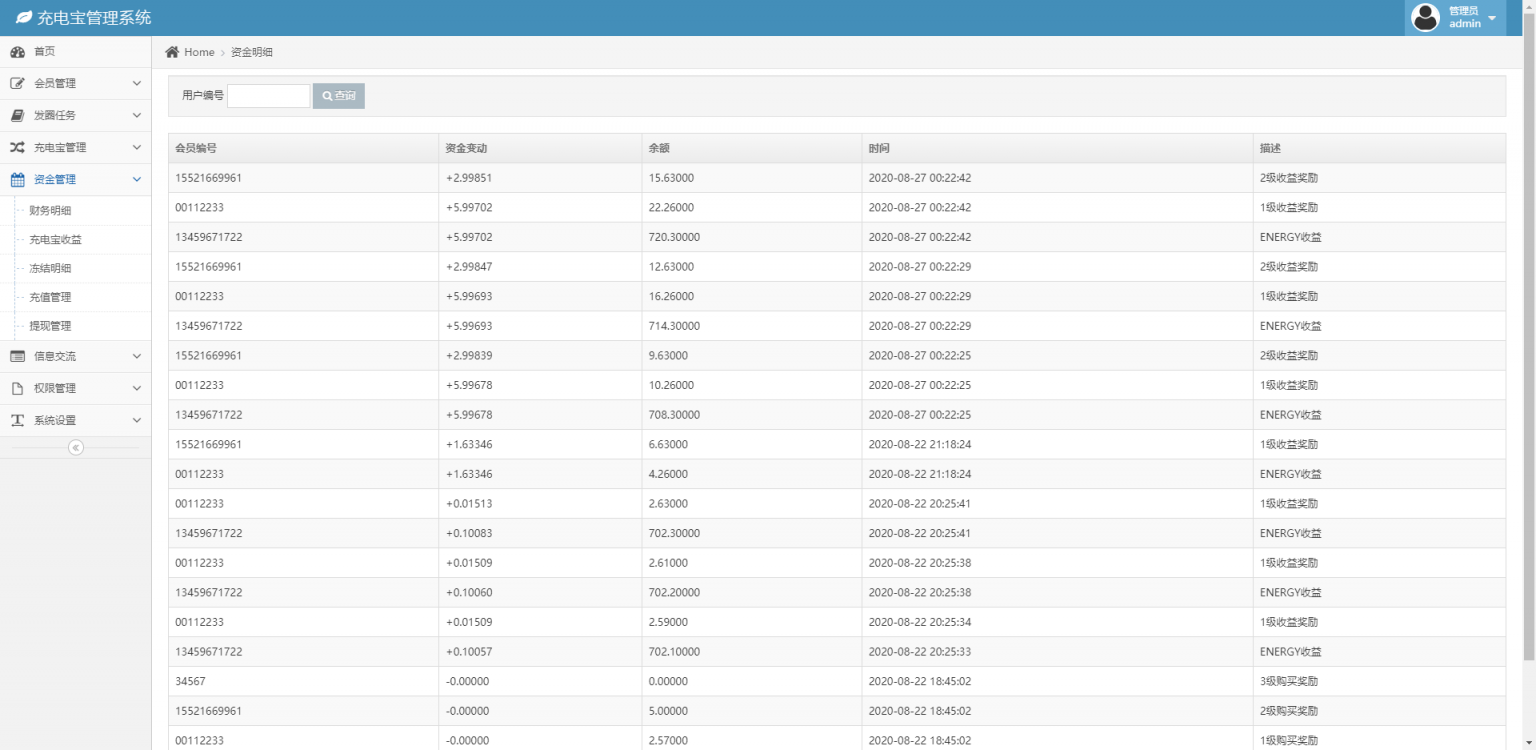 充电宝管理系统
管理员
admin
首页
会员管理
发圈任务
充电宝管理
资金管理
财务明细
充电宝收益
冻结明细
充值管理
提现管理
信息交流
权限管理
系统设置
Home > 资金明细
用户编号 查询
会员编号 资金变动 余额 时间 描述
15521669961 +2.99851 15.63000 2020-08-27 00:22:42 2级收益奖励
00112233 +5.99702 22.26000 2020-08-27 00:22:42 1级收益奖励
13459671722 +5.99702 720.30000 2020-08-27 00:22:42 ENERGY收益
15521669961 +2.99847 12.63000 2020-08-27 00:22:29 2级收益奖励
00112233 +5.99693 16.26000 2020-08-27 00:22:29 1级收益奖励
13459671722 +5.99693 714.30000 2020-08-27 00:22:29 ENERGY收益
15521669961 +2.99839 9.63000 2020-08-27 00:22:25 2级收益奖励
00112233 +5.99678 10.26000 2020-08-27 00:22:25 1级收益奖励
13459671722 +5.99678 708.30000 2020-08-27 00:22:25 ENERGY收益
15521669961 +1.63346 6.63000 2020-08-22 21:18:24 1级收益奖励
00112233 +1.63346 4.26000 2020-08-22 21:18:24 ENERGY收益
00112233 +0.01513 2.63000 2020-08-22 20:25:41 1级收益奖励
13459671722 +0.10083 702.30000 2020-08-22 20:25:41 ENERGY收益
00112233 +0.01509 2.61000 2020-08-22 20:25:38 1级收益奖励
13459671722 +0.10060 702.20000 2020-08-22 20:25:38 ENERGY收益
00112233 +0.01509 2.59000 2020-08-22 20:25:34 1级收益奖励
13459671722 +0.10057 702.10000 2020-08-22 20:25:33 ENERGY收益
34567 -0.00000 0.00000 2020-08-22 18:45:02 3级购买奖励
15521669961 -0.00000 5.00000 2020-08-22 18:45:02 2级购买奖励
00112233 -0.00000 2.57000 2020-08-22 18:45:02 1级购买奖励